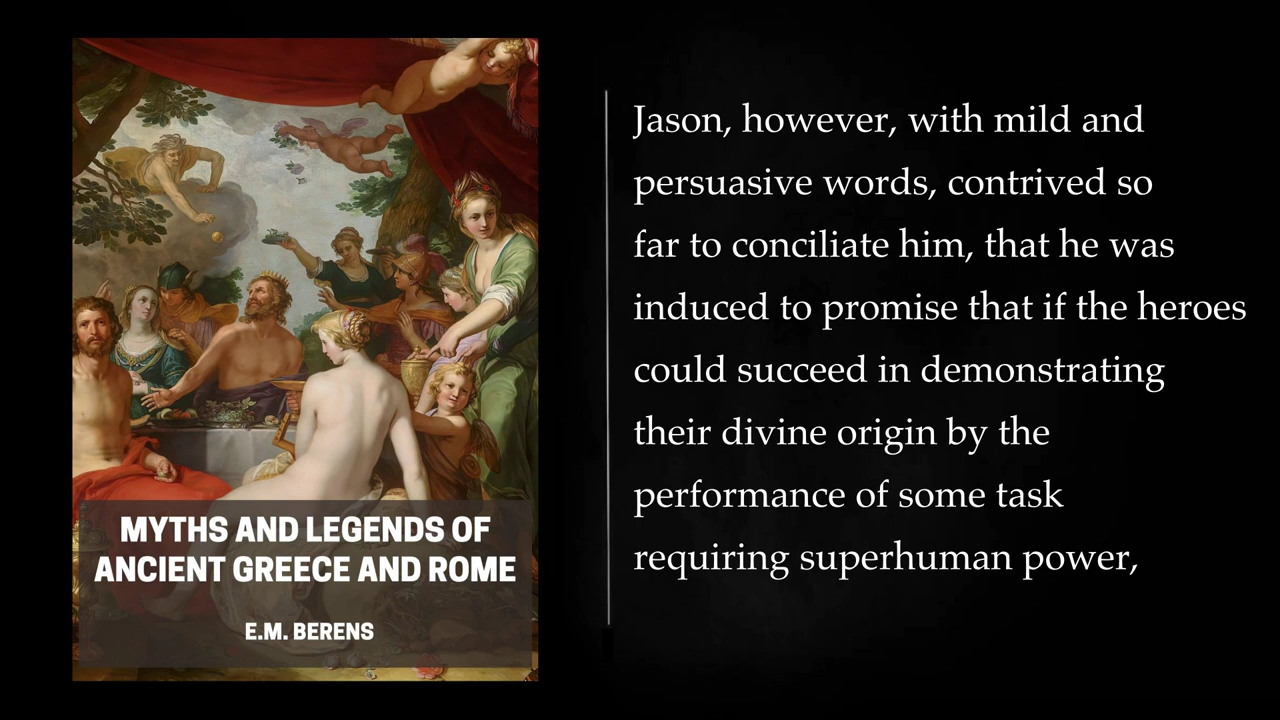 MYTHS AND LEGENDS OF
ANCIENT GREECE AND ROME
E.M. BERENS
Jason, however, with mild and
persuasive words, contrived so
far to conciliate him, that he was
induced to promise that if the heroes
could succeed in demonstrating
their divine origin by the
performance of some task
requiring superhuman power,